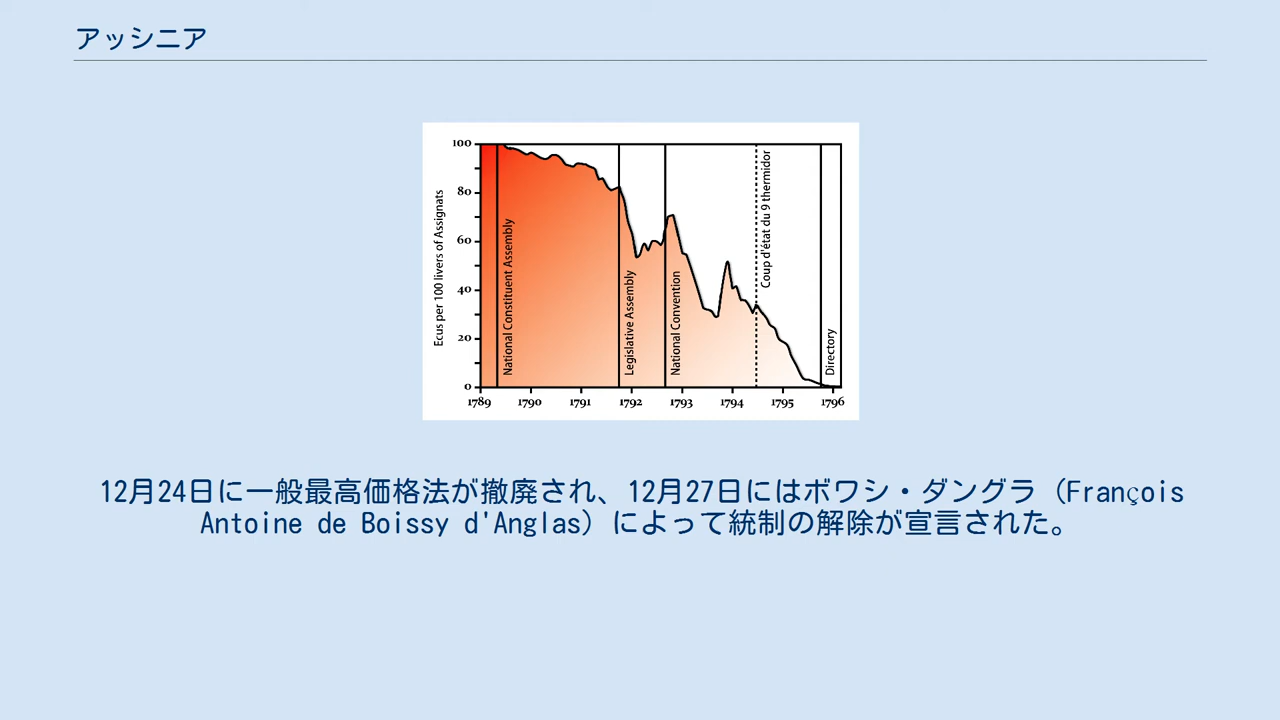 アッシニア
100
80
60
40
20
0
Ecus per 100 livers of Assignats
National Constituent Assembly
Legislative Assembly
National Convention
Coup d'état du 9 thermidor
Directory
1789 1790 1791 1792 1793 1794 1795 1796
12月24日に一般最高価格法が撤廃され、12月27日にはボワシ・ダングラ（François
Antoine de Boissy d'Anglas）によって統制の解除が宣言された。